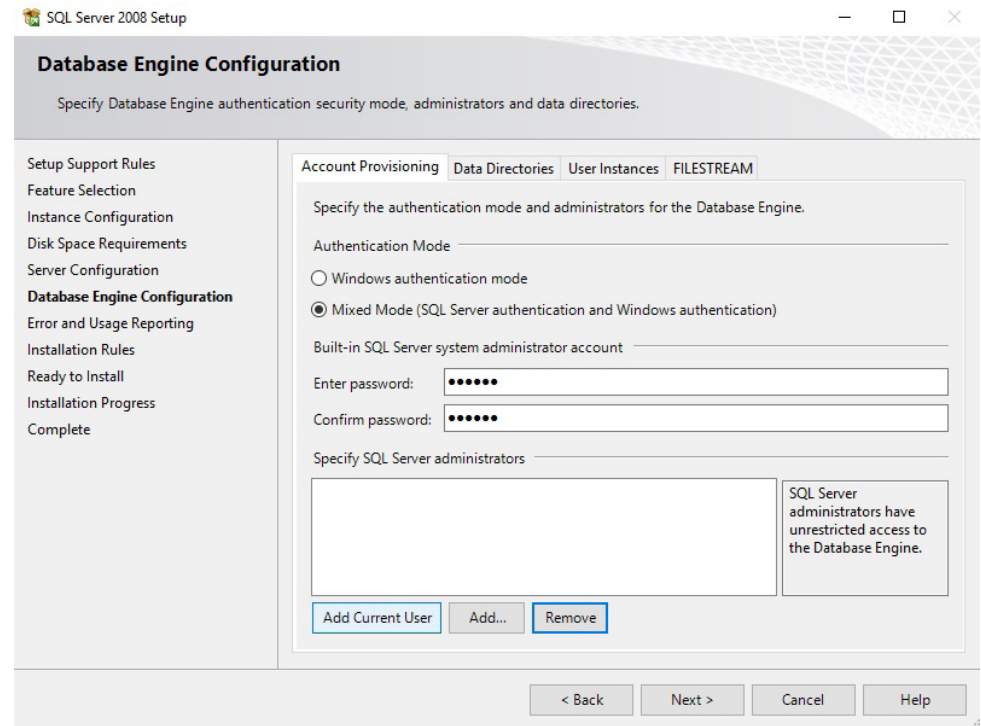 SQL Server 2008 Setup
Database Engine Configuration
Specify Database Engine authentication security mode, administrators and data directories.
Setup Support Rules
Feature Selection
Instance Configuration
Disk Space Requirements
Server Configuration
Database Engine Configuration
Error and Usage Reporting
Installation Rules
Ready to Install
Installation Progress
Complete
Account Provisioning Data Directories User Instances FILESTREAM
Specify the authentication mode and administrators for the Database Engine.
Authentication Mode
Windows authentication mode
Mixed Mode (SQL Server authentication and Windows authentication)
Built-in SQL Server system administrator account
Enter password: ●●●●●●
Confirm password: ●●●●●●
Specify SQL Server administrators
SQL Server
administrators have
unrestricted access to
the Database Engine.
Add Current User Add... Remove
< Back Next > Cancel Help